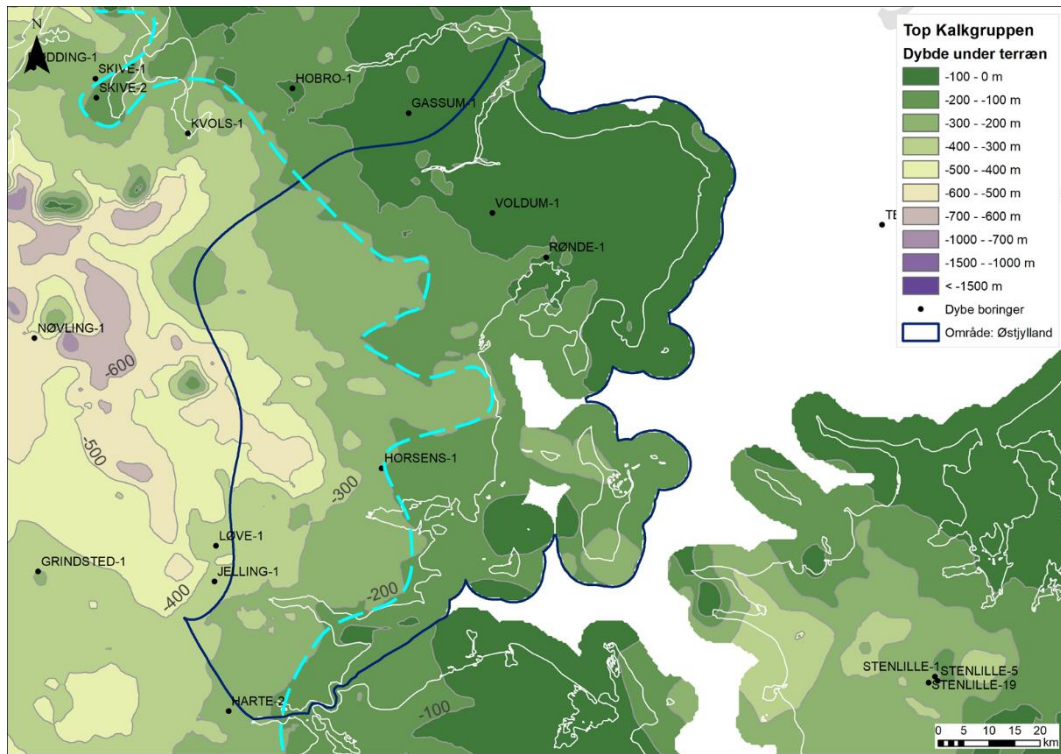 N
SKIVE-1
SKIVE-2
HOBRO-1
GASSUM-1
KVOLS-1
VOLDUM-1
RØNDE-1
NØVLING-1
-600
-500
HORSENS-1
-300
LØVE-1
GRINDSTED-1
JELLING-1
-400
-200
HARTE-2
-100
STENLILLE-1
STENLILLE-5
STENLILLE-19
Top Kalkgruppen
Dybde under terræn
-100 - 0 m
-200 - -100 m
-300 - -200 m
-400 - -300 m
-500 - -400 m
-600 - -500 m
-700 - -600 m
-1000 - -700 m
-1500 - -1000 m
< -1500 m
Dybe boringer
Område: Østjylland
0 5 10 15 20
km